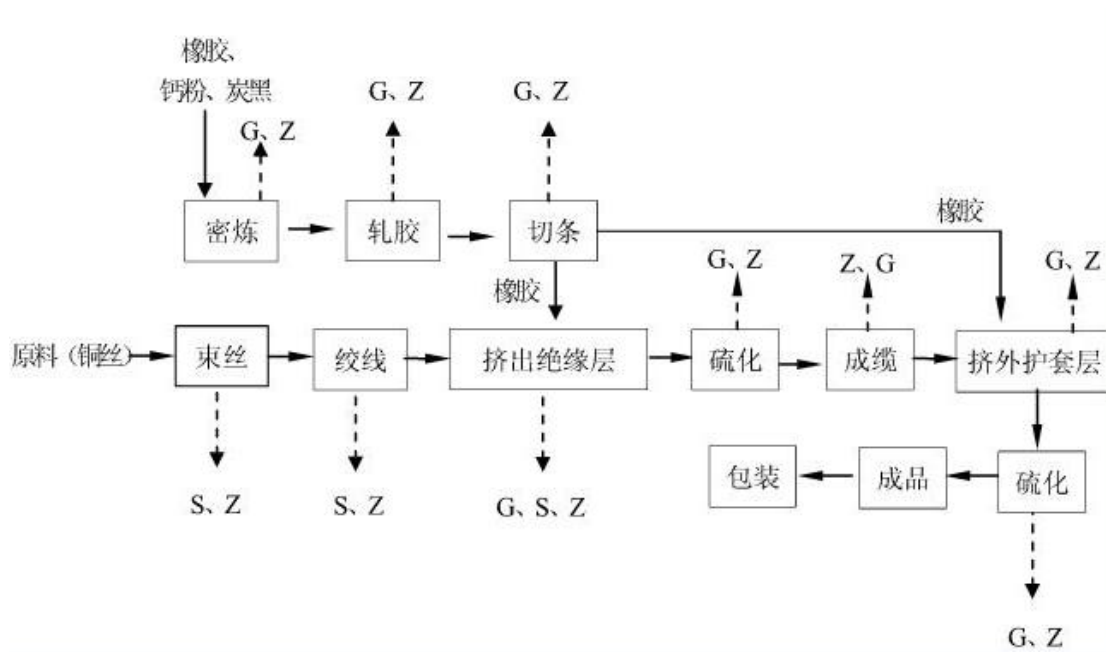 橡胶、
钙粉、炭黑
G、Z
G、Z
G、Z
密炼
轧胶
切条
橡胶
橡胶
G、Z
Z、G
G、Z
原料（铜丝）
束丝
绞线
挤出绝缘层
硫化
成缆
挤外护套层
S、Z
S、Z
G、S、Z
包装
成品
硫化
G、Z